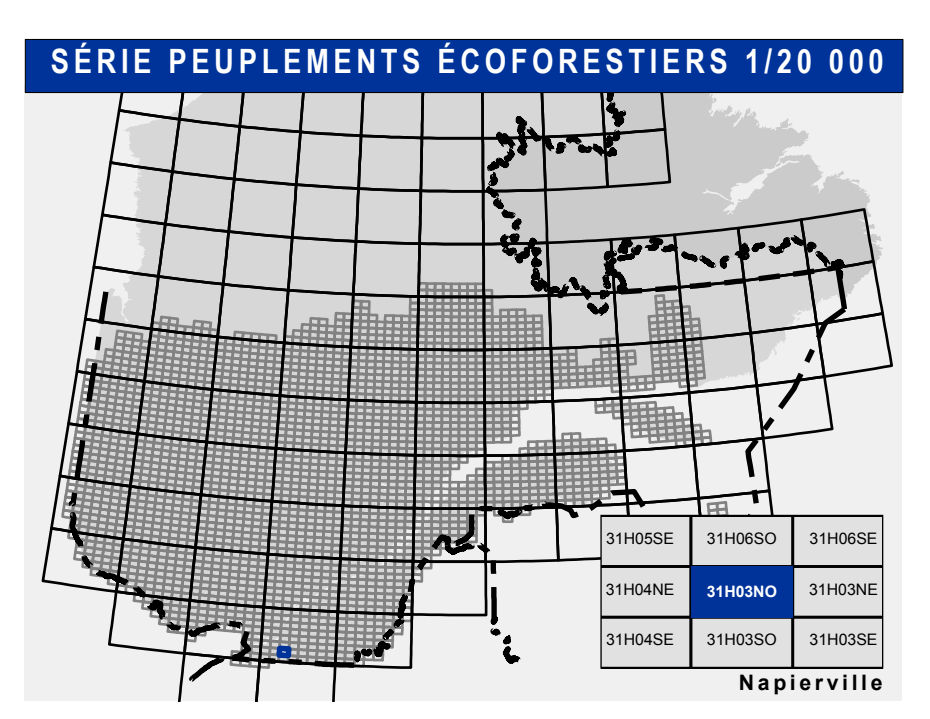 SÉRIE PEUPLEMENTS ÉCOFORESTIERS 1/20 000
31H05SE 31H06SO 31H06SE
31H04NE 31H03NO 31H03NE
31H04SE 31H03SO 31H03SE
Napierville